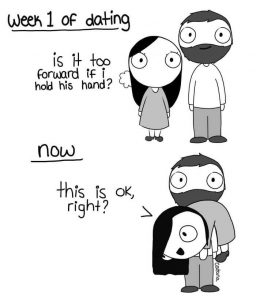 Week 1 of dating
is it too
forward if i
hold his hand?
now
this is OK,
right?